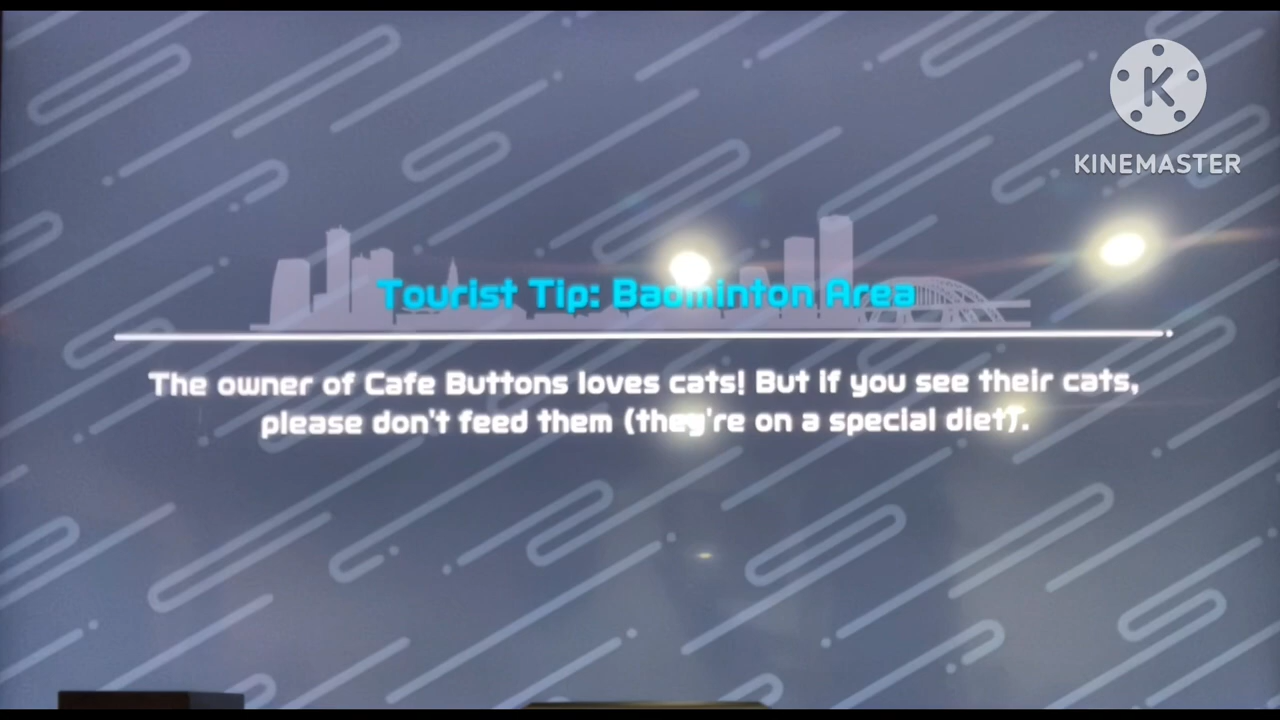 K
KINEMASTER
Tourist Tip: Badminton Area
The owner of Cafe Buttons loves cats! But if you see their cats,
please don't feed them (they're on a special diet).